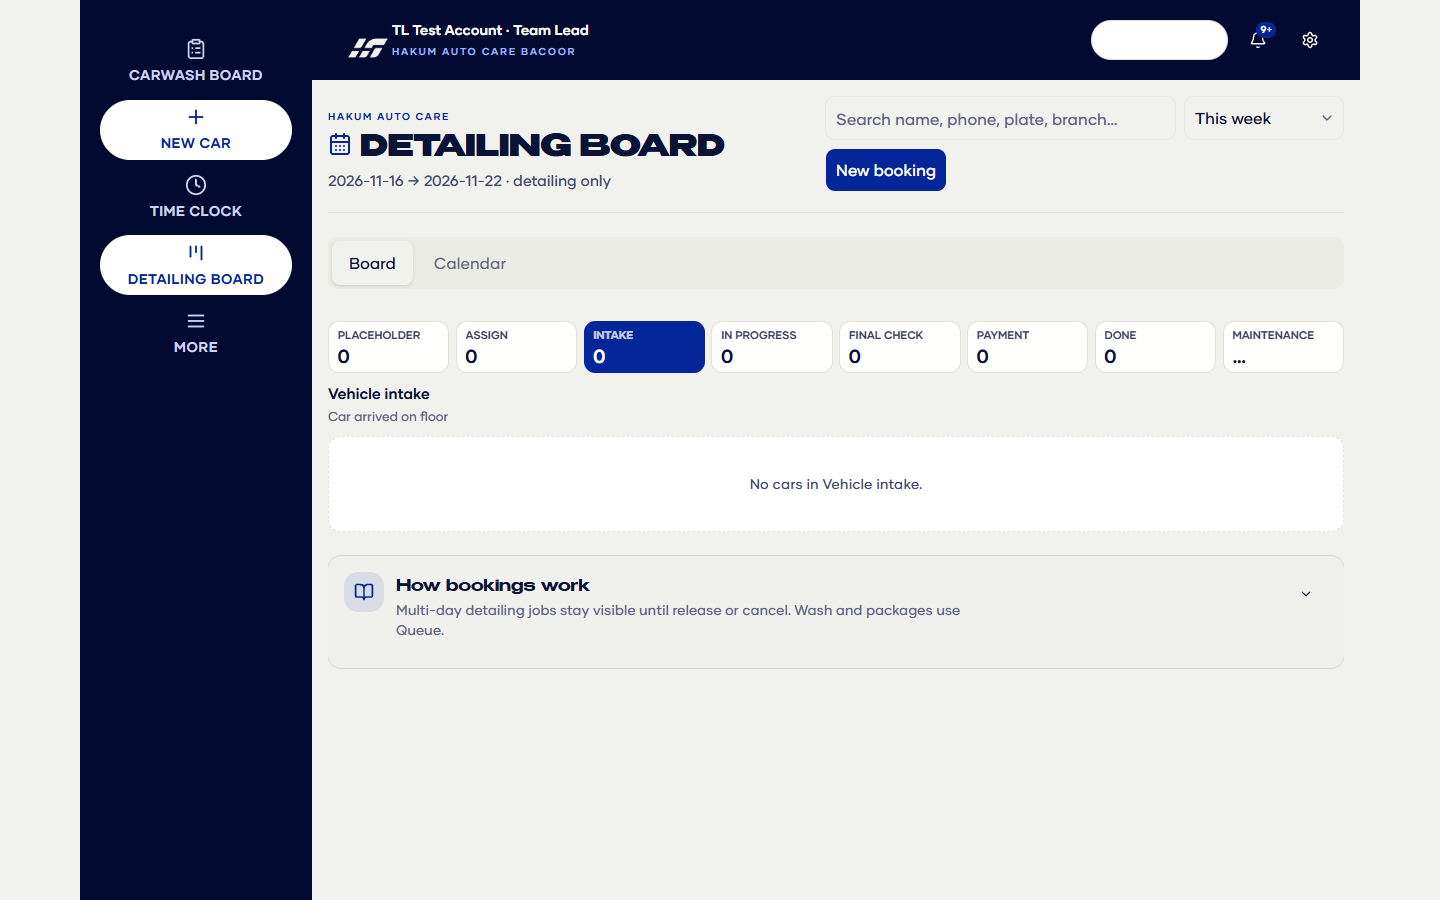 CARWASH BOARD
NEW CAR
TIME CLOCK
DETAILING BOARD
MORE
TL Test Account · Team Lead
HAKUM AUTO CARE BACOOR
9+
HAKUM AUTO CARE
DETAILING BOARD
2026-11-16 → 2026-11-22 · detailing only
Search name, phone, plate, branch...
This week
New booking
Board
Calendar
PLACEHOLDER
0
ASSIGN
0
INTAKE
0
IN PROGRESS
0
FINAL CHECK
0
PAYMENT
0
DONE
0
MAINTENANCE
...
Vehicle intake
Car arrived on floor
No cars in Vehicle intake.
How bookings work
Multi-day detailing jobs stay visible until release or cancel. Wash and packages use
Queue.